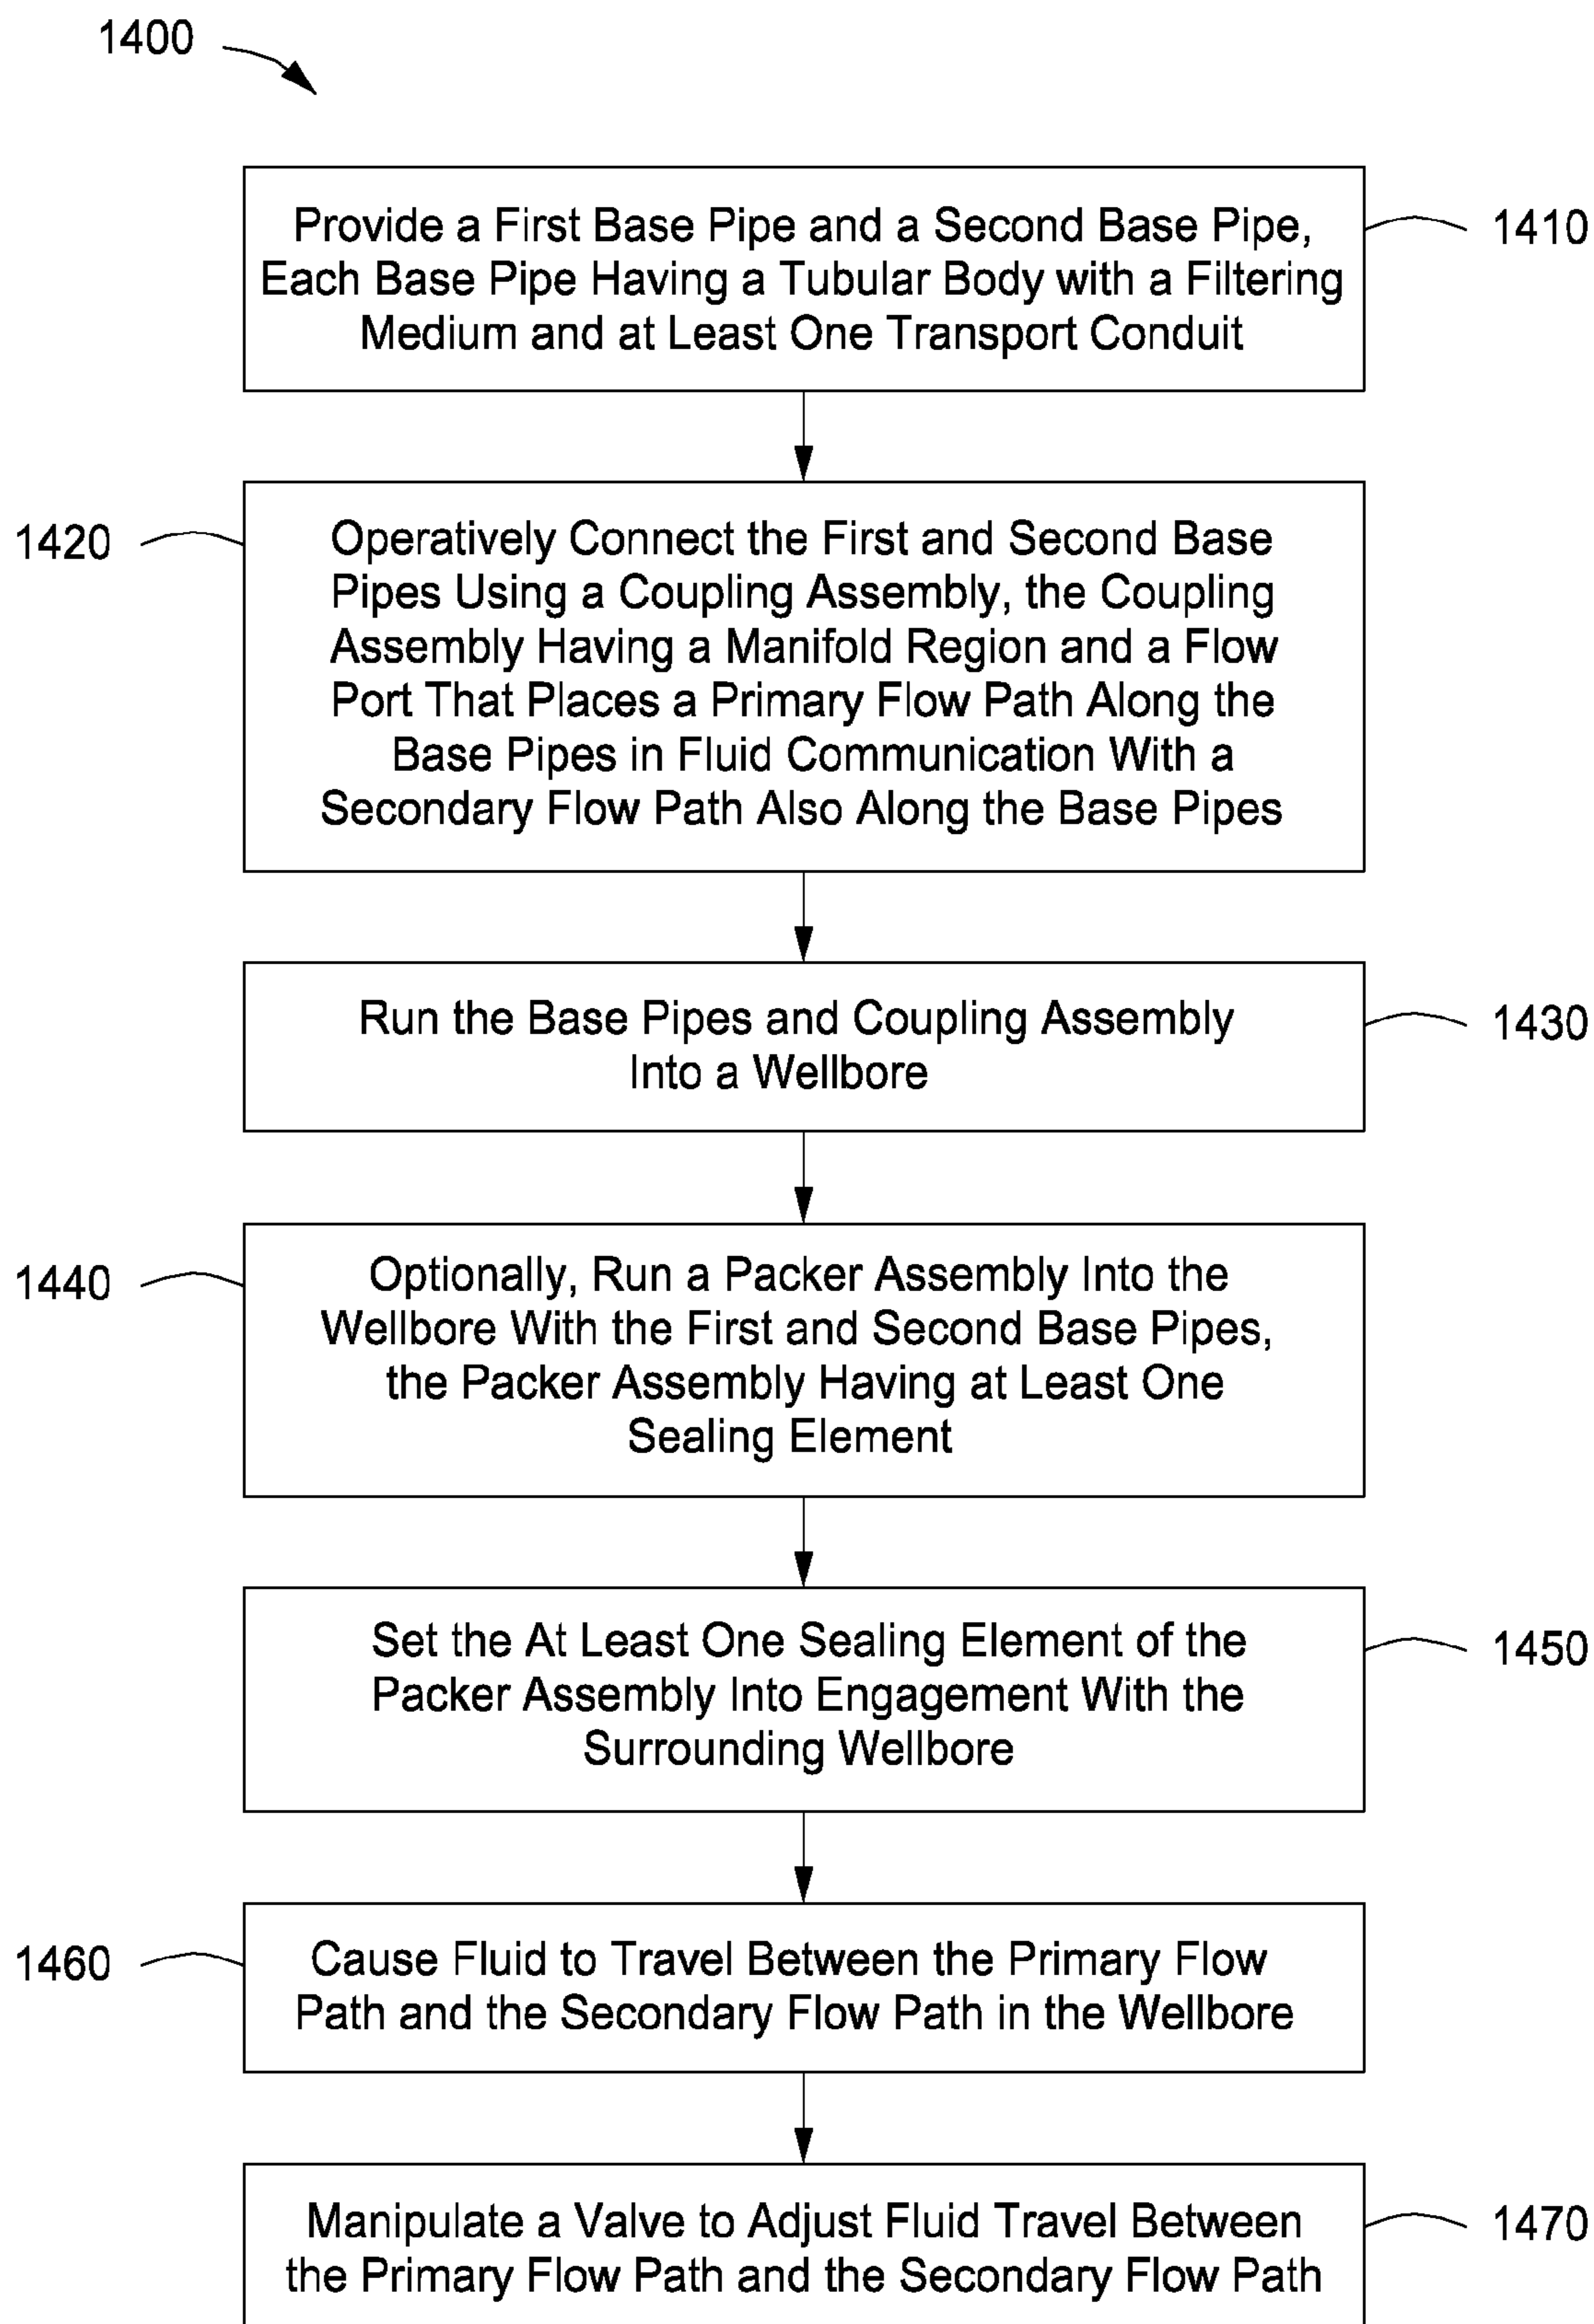 1400
Provide a First Base Pipe and a Second Base Pipe,
Each Base Pipe Having a Tubular Body with a Filtering
Medium and at Least One Transport Conduit
1410
1420
Operatively Connect the First and Second Base
Pipes Using a Coupling Assembly, the Coupling
Assembly Having a Manifold Region and a Flow
Port That Places a Primary Flow Path Along the
Base Pipes in Fluid Communication With a
Secondary Flow Path Also Along the Base Pipes
Run the Base Pipes and Coupling Assembly
Into a Wellbore
1430
1440
Optionally, Run a Packer Assembly Into the
Wellbore With the First and Second Base Pipes,
the Packer Assembly Having at Least One
Sealing Element
Set the At Least One Sealing Element of the
Packer Assembly Into Engagement With the
Surrounding Wellbore
1450
1460
Cause Fluid to Travel Between the Primary Flow
Path and the Secondary Flow Path in the Wellbore
Manipulate a Valve to Adjust Fluid Travel Between
the Primary Flow Path and the Secondary Flow Path
1470